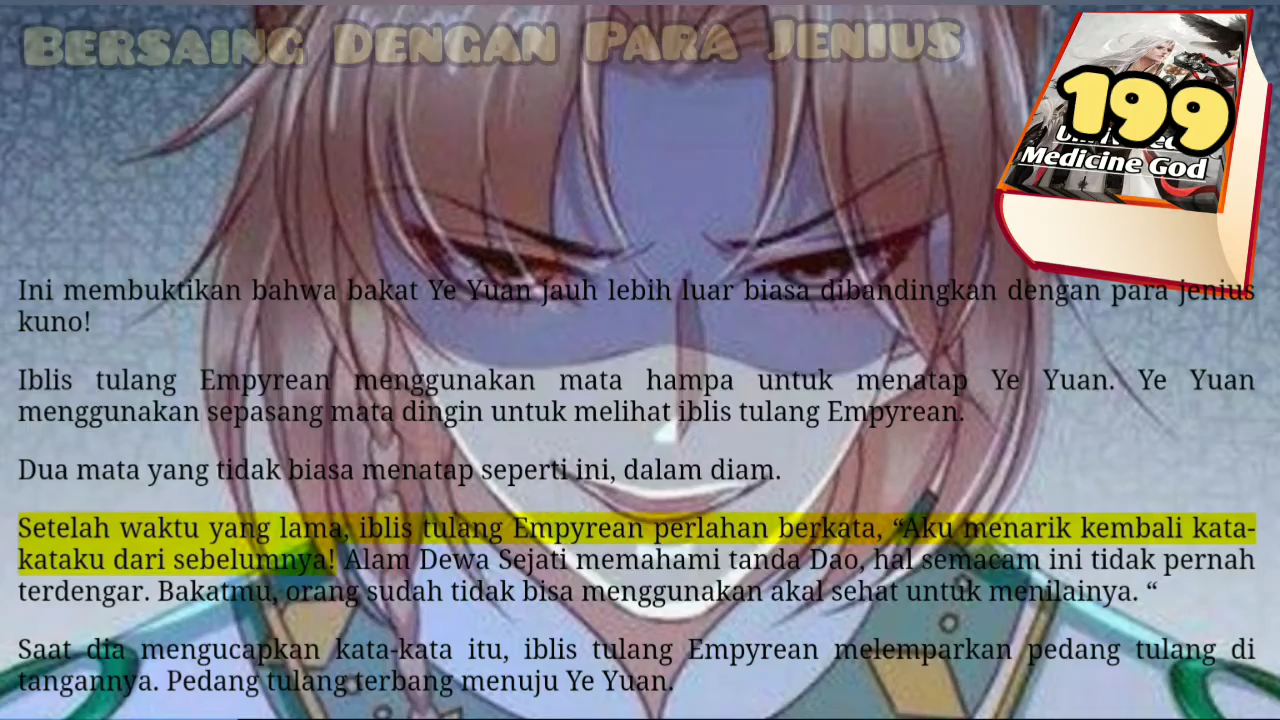 Bersaing Dengan Para Jenius
199
Medicine God
Ini membuktikan bahwa bakat Ye Yuan jauh lebih luar biasa dibandingkan dengan para jenius
kuno!
Iblis tulang Empyrean menggunakan mata hampa untuk menatap Ye Yuan. Ye Yuan
menggunakan sepasang mata dingin untuk melihat iblis tulang Empyrean.
Dua mata yang tidak biasa menatap seperti ini, dalam diam.
Setelah waktu yang lama, iblis tulang Empyrean perlahan berkata, “Aku menarik kembali kata-
kataku dari sebelumnya! Alam Dewa Sejati memahami tanda Dao, hal semacam ini tidak pernah
terdengar. Bakatmu, orang sudah tidak bisa menggunakan akal sehat untuk menilainya. “
Saat dia mengucapkan kata-kata itu, iblis tulang Empyrean melemparkan pedang tulang di
tangannya. Pedang tulang terbang menuju Ye Yuan.